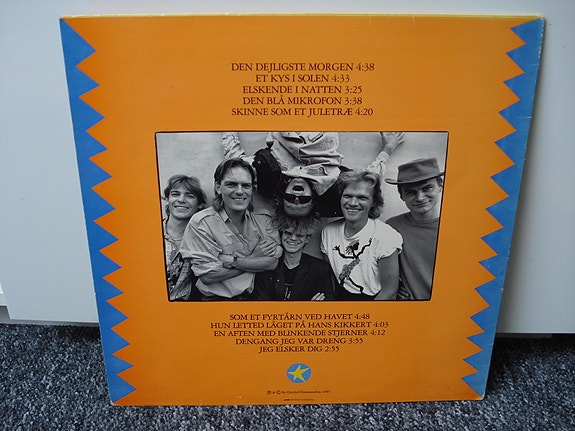 DEN DEJLIGSTE MORGEN 4:38
ET KYS I SOLEN 4:33
ELSKENDE I NATTEN 3:25
DEN BLÅ MIKROFON 3:38
SKINNE SOM ET JULETRÆ 4:20
SOM ET FYRTÅRN VED HAVET 4:48
HUN LETTED LÅGET PÅ HANS KIKKERT 4:03
EN AFTEN MED BLINKENDE STJERNER 4:12
DENGANG JEG VAR DRENG 3:55
JEG ELSKER DIG 2:55